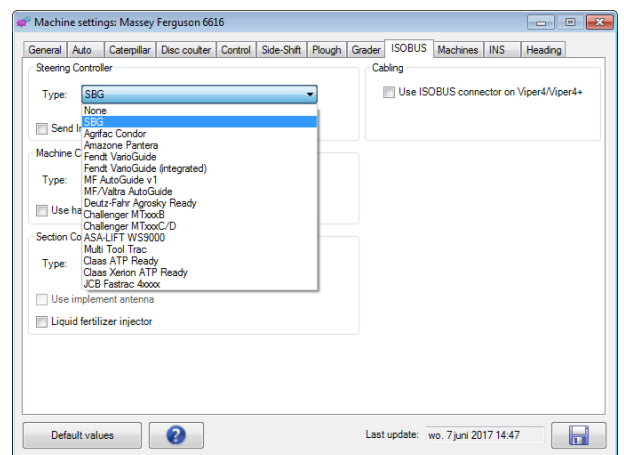 Machine settings: Massey Ferguson 6616
General Auto Caterpillar Disc coulter Control Side-Shift Plough Grader ISOBUS Machines INS Heading
Steering Controller
Cabling
Type: SBG
Use ISOBUS connector on Viper4/Viper4+
None
SBG
Send In
Agrifac Condor
Amazone Pantera
Machine C
Fendt VarioGuide
Fendt VarioGuide (integrated)
Type:
MF AutoGuide v1
MF/Valtra AutoGuide
Deutz-Fahr Agrosky Ready
Use ha
Challenger MTxxxB
Challenger MTxxxC/D
Section Co
ASA-LIFT WS9000
Multi Tool Trac
Type:
Claas ATP Ready
Claas Xerion ATP Ready
JCB Fastrac 4xxx
Use implement antenna
Liquid fertilizer injector
Default values
Last update: wo. 7 juni 2017 14:47